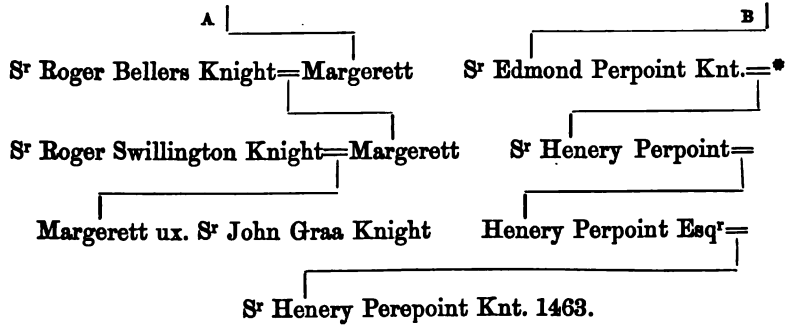 A B
Sr Roger Bellers Knight=Margerett Sr Edmond Perpoint Knt.=*
Sr Roger Swillington Knight=Margerett Sr Henery Perpoint=
Margerett ux. Sr John Graa Knight Henery Perpoint Esqr=
Sr Henery Perepoint Knt. 1463.